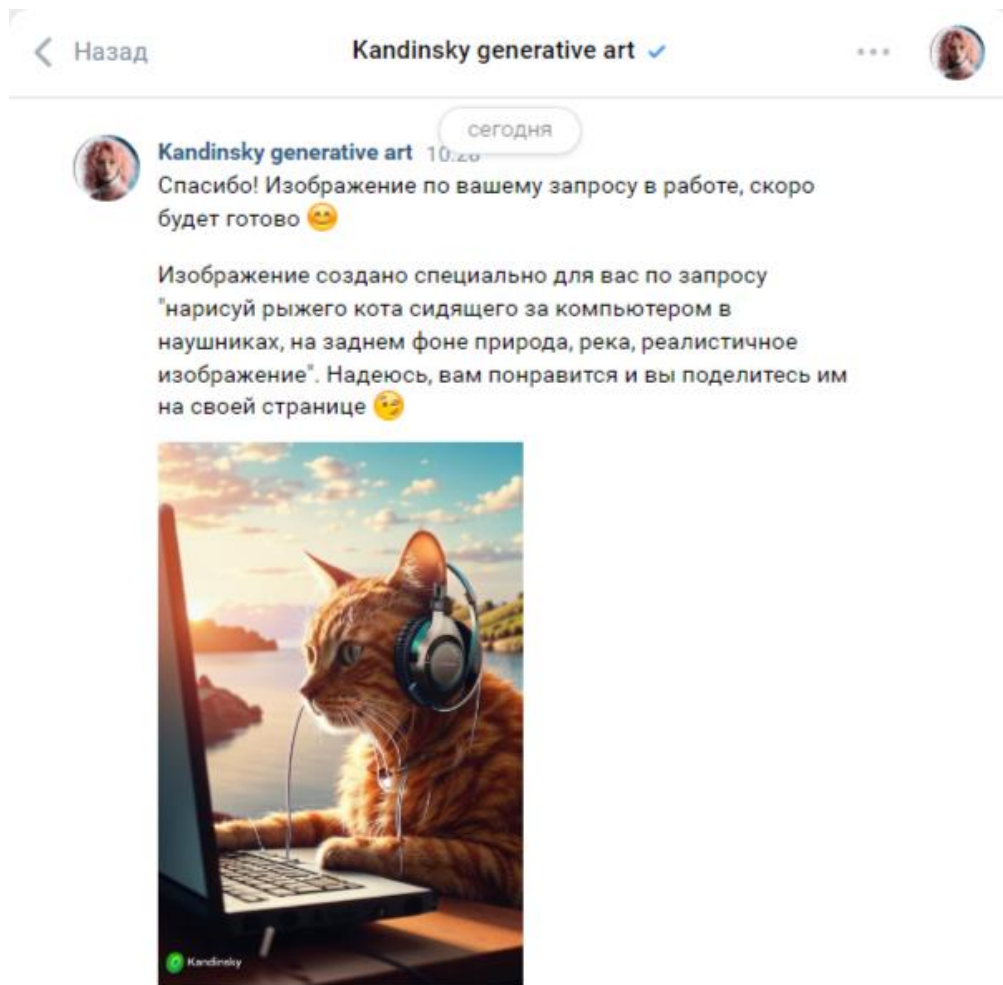 Назад
Kandinsky generative art
сегодня
Kandinsky generative art
Спасибо! Изображение по вашему запросу в работе, скоро
будет готово
Изображение создано специально для вас по запросу
"нарисуй рыжего кота сидящего за компьютером в
наушниках, на заднем фоне природа, река, реалистичное
изображение". Надеюсь, вам понравится и вы поделитесь им
на своей странице
Kandinsky